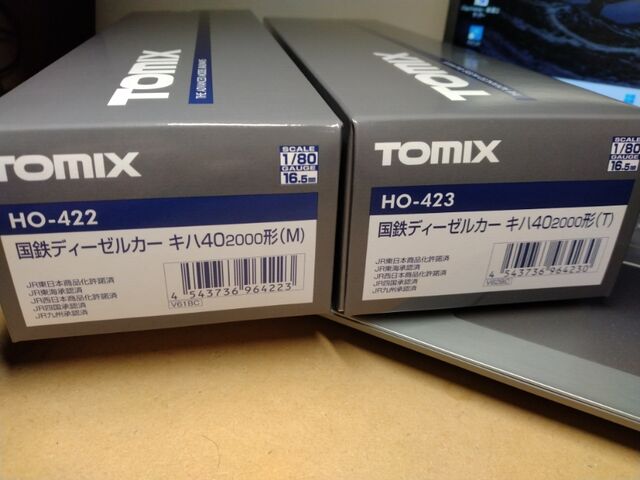 TOMIX
THE ADVANCED MODEL RAILWAYS
TOMIX
SCALE
1/80
GAUGE
16.5mm
HO-422
国鉄ディーゼルカー キハ402000形(M)
JR東日本商品化許諾済
JR東海承認済
JR西日本商品化許諾済
JR四国承認済
JR九州承認済
4 543736 964223
V618C
TOMIX
TOMIX
SCALE
1/80
GAUGE
16.5mm
HO-423
国鉄ディーゼルカー キハ402000形(T)
JR東日本商品化許諾済
JR東海承認済
JR西日本商品化許諾済
JR四国承認済
JR九州承認済
4 543736 964230